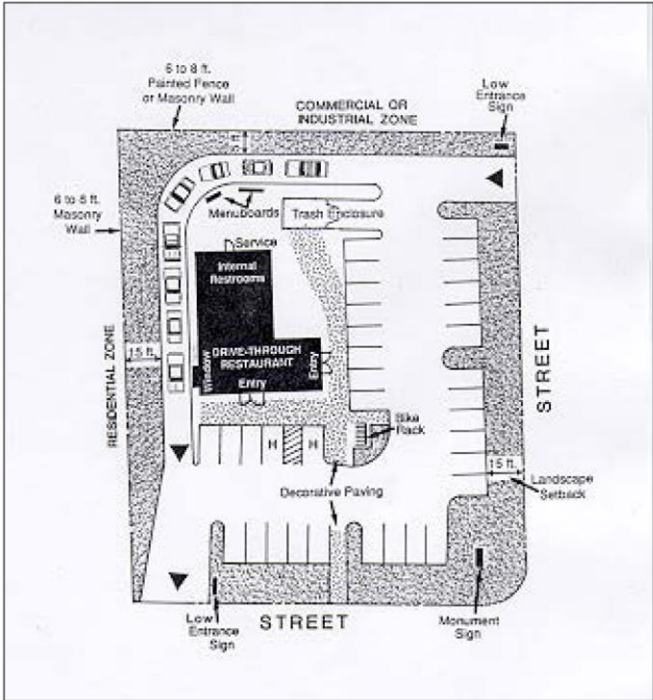 6 to 8 ft.
Painted Fence
or Masonry Wall
COMMERCIAL OR
INDUSTRIAL ZONE
Low
Entrance
Sign
5 ft.
6 to 8 ft.
Masonry
Wall
Menuboards
Trash Enclosure
Service
Internal
Restrooms
RESIDENTIAL ZONE
15 ft.
Window
DRIVE-THROUGH
RESTAURANT
Entry
Entry
STREET
Bike
Rack
H
H
15 ft.
Landscape
Setback
Decorative Paving
Low
Entrance
Sign
STREET
Monument
Sign